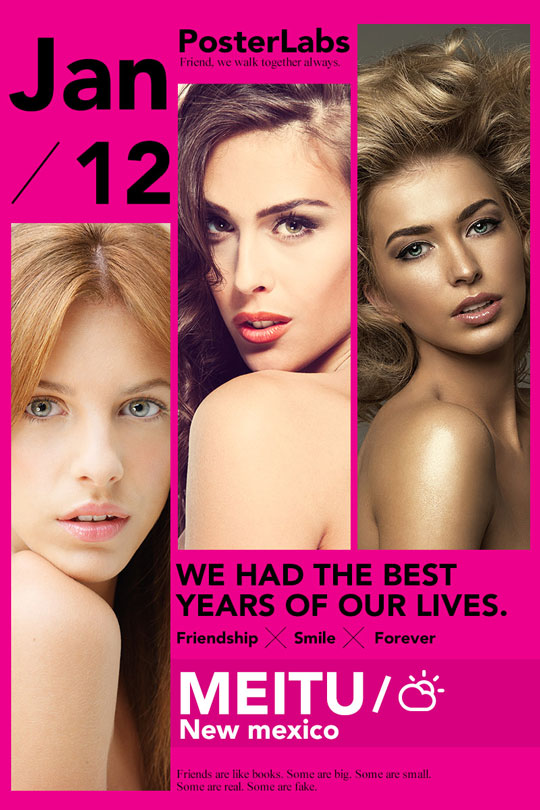 Jan
/ 12
PosterLabs
Friend, we walk together always.
WE HAD THE BEST
YEARS OF OUR LIVES.
Friendship × Smile × Forever
MEITU/
New mexico
Friends are like books. Some are big. Some are small.
Some are real. Some are fake.